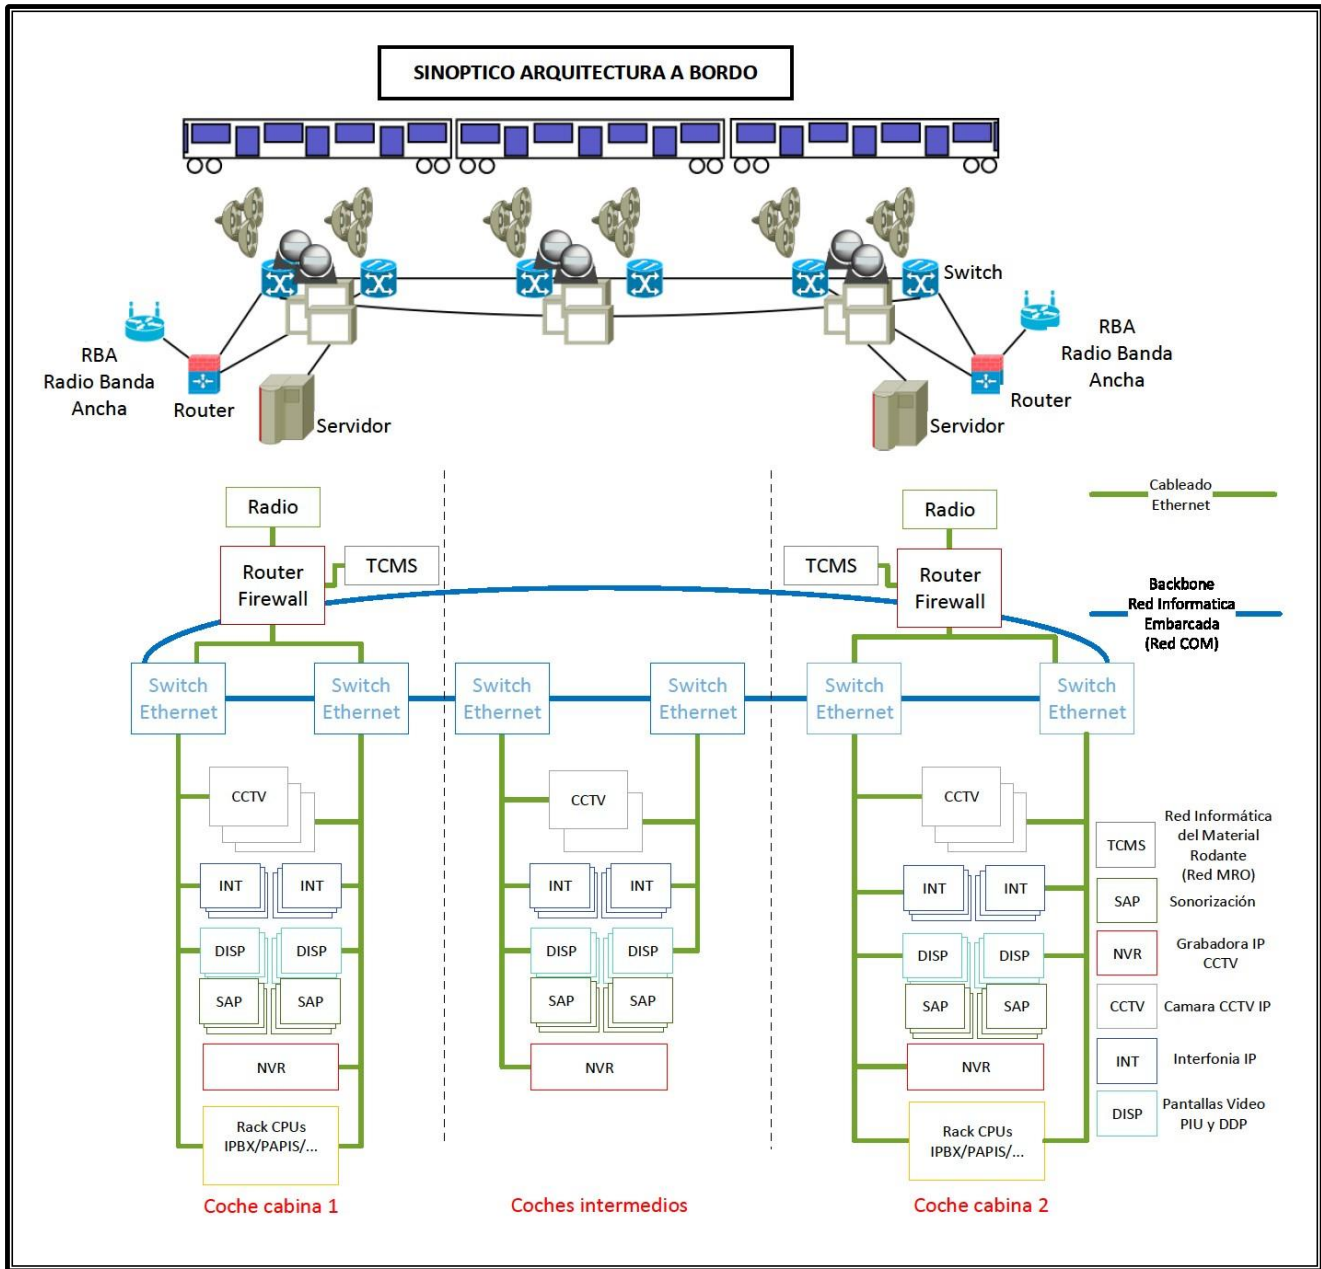 SINOPTICO ARQUITECTURA A BORDO
Switch
RBA
Radio Banda
Ancha
Router
Servidor
RBA
Radio Banda
Ancha
Router
Servidor
Radio
Radio
Cableado
Ethernet
Router
Firewall
TCMS
TCMS
Router
Firewall
Backbone
Red Informatica
Embarcada
(Red COM)
Switch
Ethernet
Switch
Ethernet
Switch
Ethernet
Switch
Ethernet
Switch
Ethernet
Switch
Ethernet
CCTV
INT
INT
DISP
DISP
SAP
SAP
NVR
Rack CPUs
IPBX/PAPIS/...
CCTV
INT
INT
DISP
DISP
SAP
SAP
NVR
CCTV
INT
INT
DISP
DISP
SAP
SAP
NVR
Rack CPUs
IPBX/PAPIS/...
TCMS
Red Informática
del Material
Rodante
(Red MRO)
SAP
Sonorización
NVR
Grabadora IP
CCTV
CCTV
Camara CCTV IP
INT
Interfonia IP
DISP
Pantallas Video
PIU y DDP
Coche cabina 1
Coches intermedios
Coche cabina 2